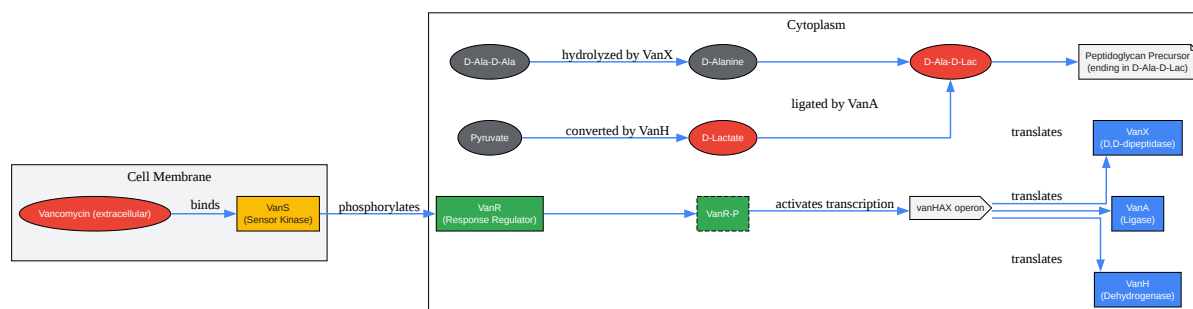 Cytoplasm
D-Ala-D-Ala
hydrolyzed by VanX
D-Alanine
D-Ala-D-Lac
Peptidoglycan Precursor
(ending in D-Ala-D-Lac)
ligated by VanA
Pyruvate
converted by VanH
D-Lactate
translates
VanX
(D,D-dipeptidase)
Cell Membrane
Vancomycin (extracellular)
binds
VanS
(Sensor Kinase)
phosphorylates
VanR
(Response Regulator)
VanR-P
activates transcription
vanHAX operon
translates
VanA
(Ligase)
translates
VanH
(Dehydrogenase)